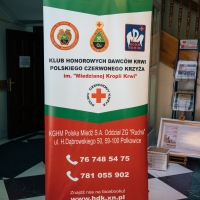 KLUB HONOROWYCH DAWCÓW KRWI
POLSKIEGO CZERWONEGO KRZYŻA
im. "Miedzianej Kropli Krwi"
KGHM Polska Miedź S.A. Oddział ZG "Rudna"
ul. H.Dąbrowskiego 50, 59-100 Polkowice
76 748 54 75
781 055 902
Znajdź nas na facebooku!
www.hdk.xn.pl